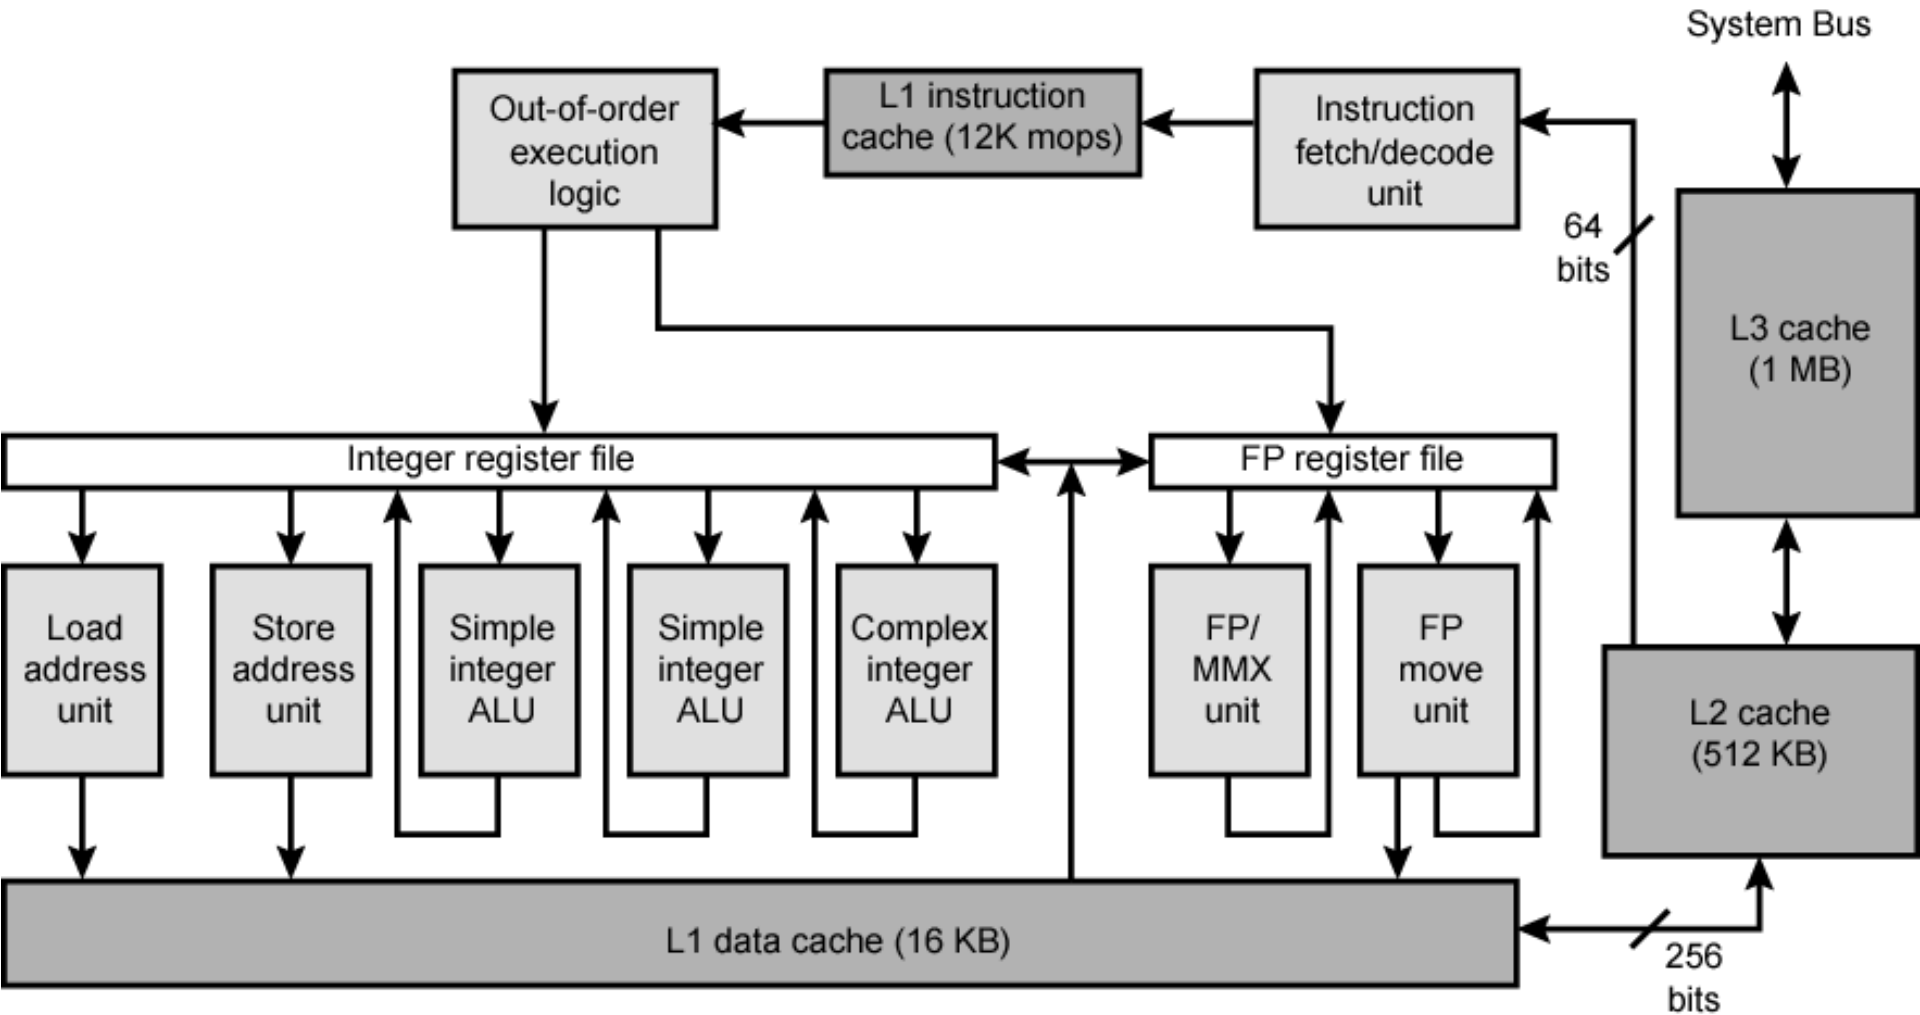 System Bus
Out-of-order
execution
logic
L1 instruction
cache (12K mops)
Instruction
fetch/decode
unit
64
bits
L3 cache
(1 MB)
Integer register file
FP register file
Load
address
unit
Store
address
unit
Simple
integer
ALU
Simple
integer
ALU
Complex
integer
ALU
FP/
MMX
unit
FP
move
unit
L2 cache
(512 KB)
L1 data cache (16 KB)
256
bits